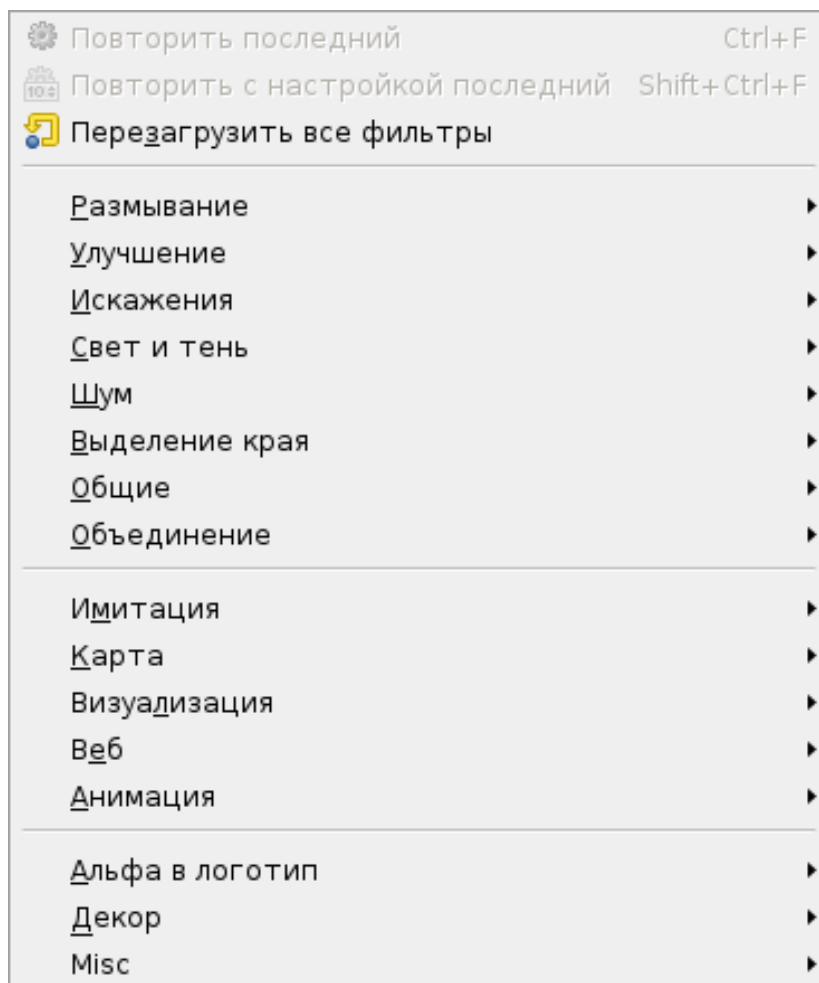 Повторить последний Ctrl+F
Повторить с настройкой последний Shift+Ctrl+F
Перезагрузить все фильтры
Размывание
Улучшение
Искажения
Свет и тень
Шум
Выделение края
Общие
Объединение
Имитация
Карта
Визуализация
Веб
Анимация
Альфа в логотип
Декор
Misc